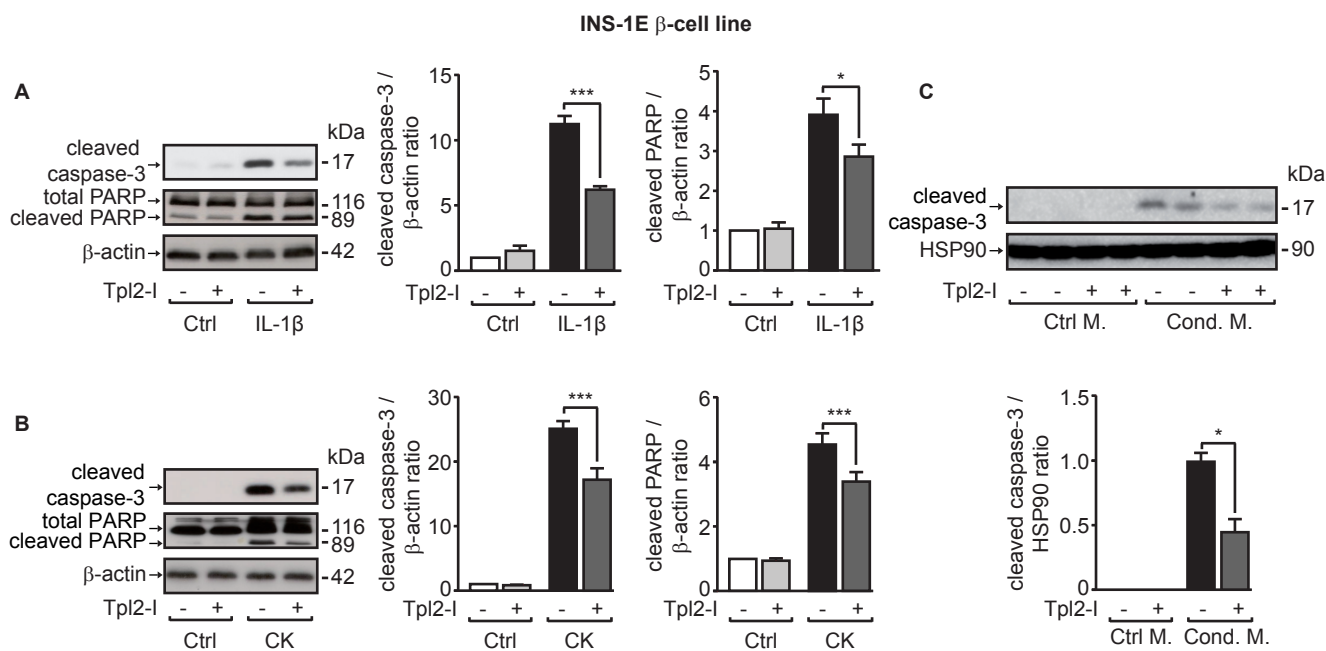 INS-1E β-cell line
A
kDa
cleaved
caspase-3
17
total PARP
116
cleaved PARP
89
β-actin
42
Tpl2-I - + - +
Ctrl IL-1β
cleaved caspase-3 /
β-actin ratio
15
10
5
0
***
Tpl2-I - + - +
Ctrl IL-1β
cleaved PARP /
β-actin ratio
5
4
3
2
1
0
*
Tpl2-I - + - +
Ctrl IL-1β
C
kDa
cleaved
caspase-3
17
HSP90
90
Tpl2-I - - + + - - + +
Ctrl M. Cond. M.
B
kDa
cleaved
caspase-3
17
total PARP
116
cleaved PARP
89
β-actin
42
Tpl2-I - + - +
Ctrl CK
cleaved caspase-3 /
β-actin ratio
30
20
10
0
***
Tpl2-I - + - +
Ctrl CK
cleaved PARP /
β-actin ratio
6
4
2
0
***
Tpl2-I - + - +
Ctrl CK
cleaved caspase-3 /
HSP90 ratio
1.5
1.0
0.5
0
*
Tpl2-I - + - +
Ctrl M. Cond. M.